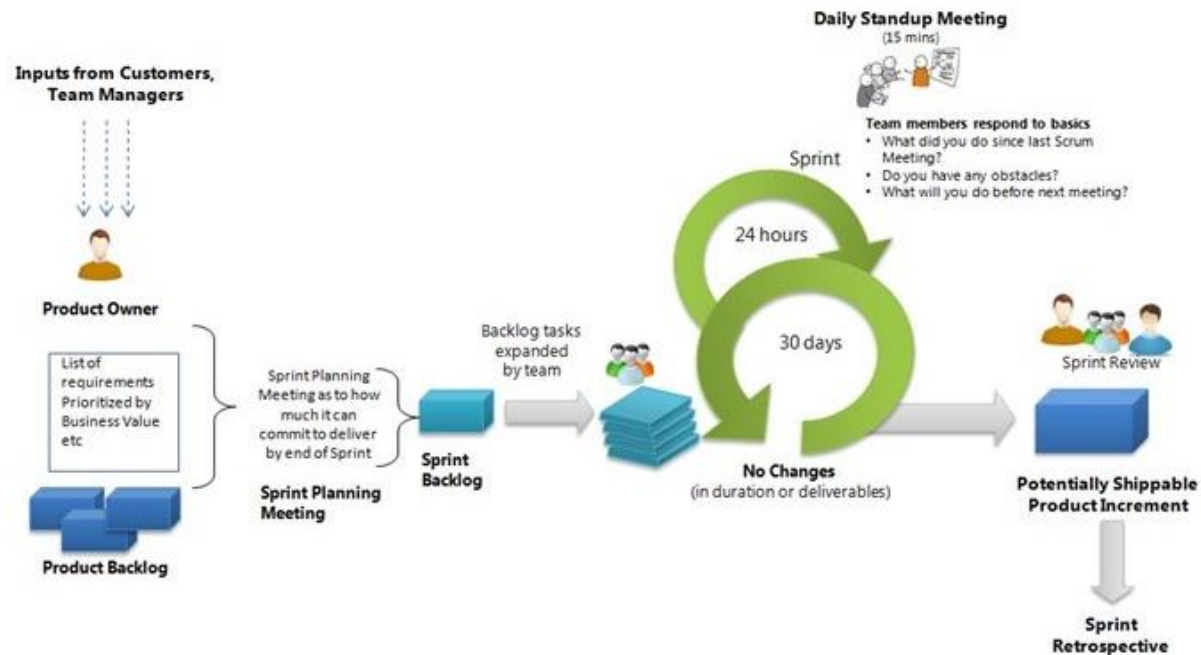 Inputs from Customers,
Team Managers
Product Owner
List of
requirements
Prioritized by
Business Value
etc
Product Backlog
Sprint Planning
Meeting as to how
much it can
commit to deliver
by end of Sprint
Sprint Planning
Meeting
Sprint
Backlog
Backlog tasks
expanded
by team
Daily Standup Meeting
(15 mins)
Team members respond to basics
• What did you do since last Scrum
Meeting?
• Do you have any obstacles?
• What will you do before next meeting?
Sprint
24 hours
30 days
No Changes
(in duration or deliverables)
Sprint Review
Potentially Shippable
Product Increment
Sprint
Retrospective